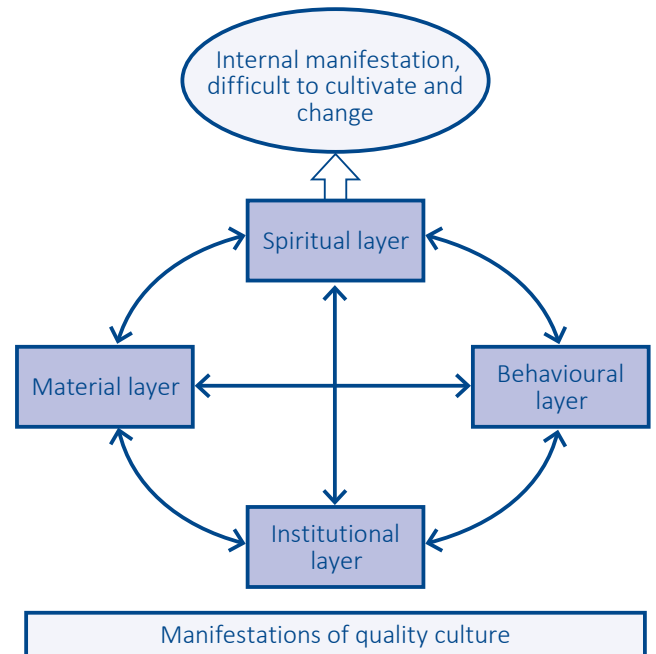 Internal manifestation,
difficult to cultivate and
change
Spiritual layer
Material layer
Behavioural
layer
Institutional
layer
Manifestations of quality culture